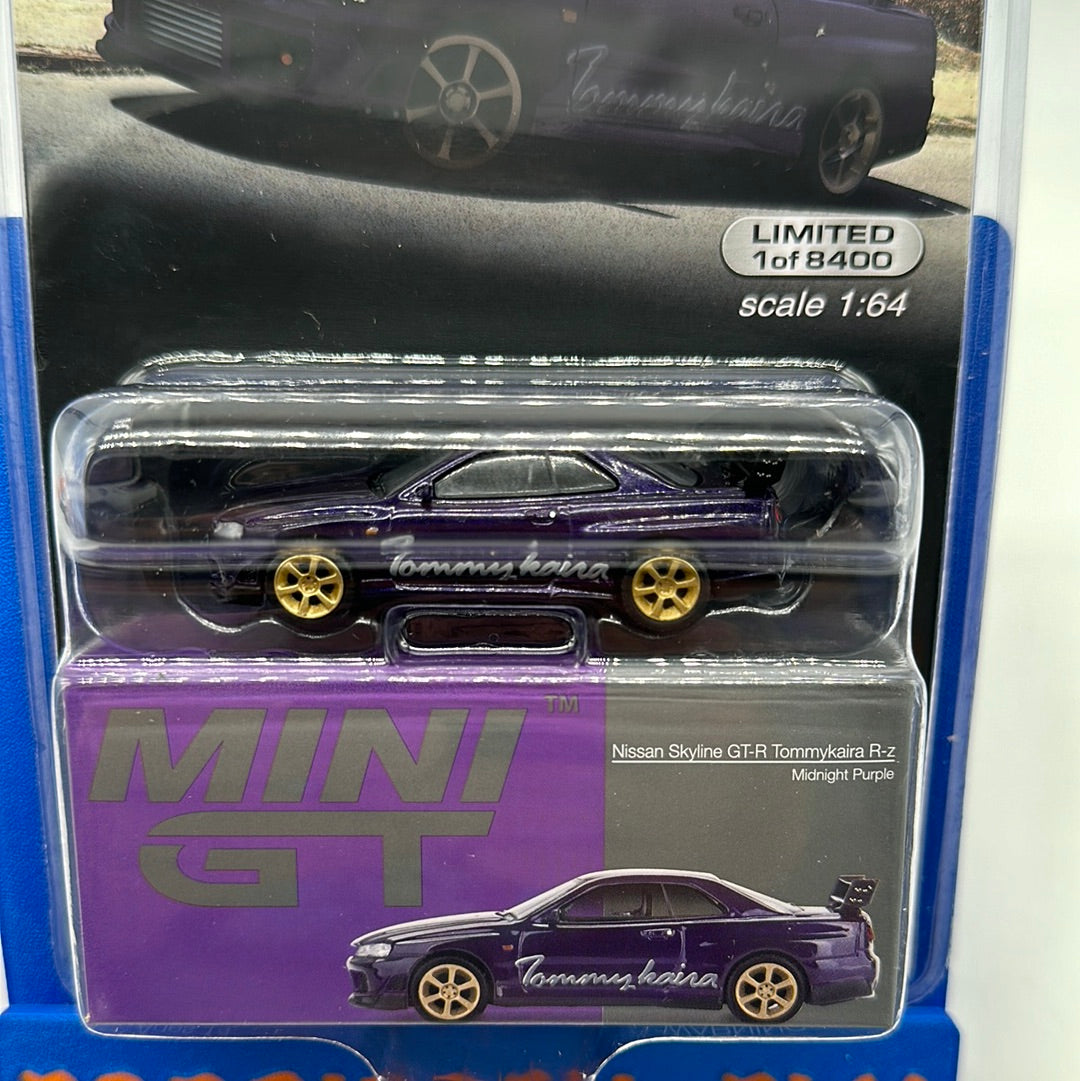 Tommykaira
LIMITED
1of 8400
scale 1:64
Tommykaira
MINI
GT
TM
Nissan Skyline GT-R Tommykaira R-z
Midnight Purple
Tommykaira